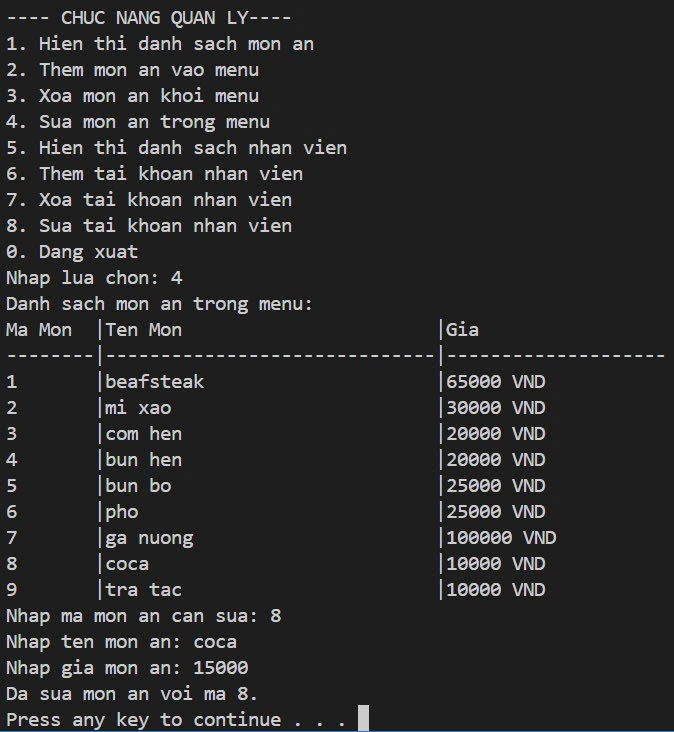 ---- CHUC NANG QUAN LY----
1. Hien thi danh sach mon an
2. Them mon an vao menu
3. Xoa mon an khoi menu
4. Sua mon an trong menu
5. Hien thi danh sach nhan vien
6. Them tai khoan nhan vien
7. Xoa tai khoan nhan vien
8. Sua tai khoan nhan vien
0. Dang xuat
Nhap lua chon: 4
Danh sach mon an trong menu:
Ma Mon  |Ten Mon                       |Gia
--------|------------------------------|--------------------
1       |beafsteak                     |65000 VND
2       |mi xao                        |30000 VND
3       |com hen                       |20000 VND
4       |bun hen                       |20000 VND
5       |bun bo                        |25000 VND
6       |pho                           |25000 VND
7       |ga nuong                      |100000 VND
8       |coca                          |10000 VND
9       |tra tac                       |10000 VND
Nhap ma mon an can sua: 8
Nhap ten mon an: coca
Nhap gia mon an: 15000
Da sua mon an voi ma 8.
Press any key to continue . . .